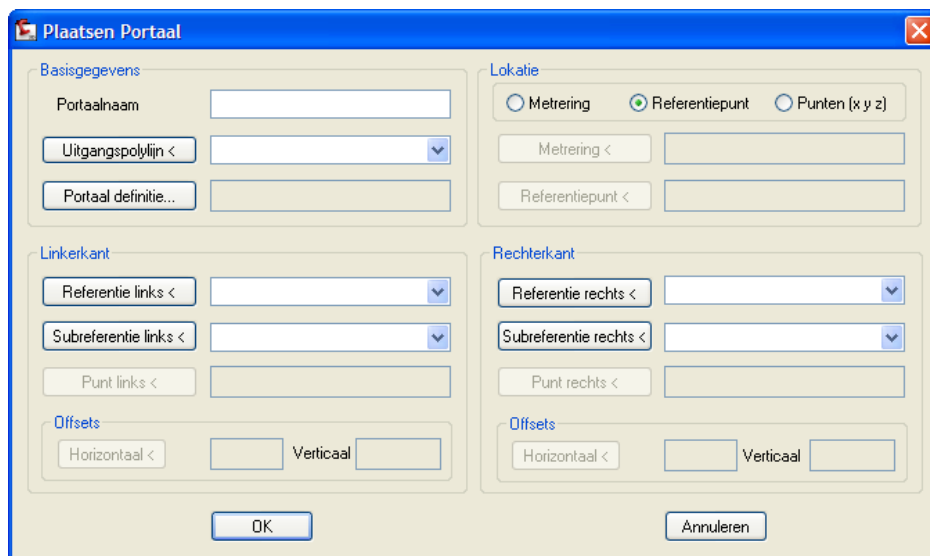 Plaatsen Portaal
Basisgegevens
Portaalnaam
Uitgangspolylijn <
Portaal definitie...
Lokatie
Metrering
Referentiepunt
Punten (x y z)
Metrering <
Referentiepunt <
Linkerkant
Referentie links <
Subreferentie links <
Punt links <
Offsets
Horizontaal <
Verticaal
Rechterkant
Referentie rechts <
Subreferentie rechts <
Punt rechts <
Offsets
Horizontaal <
Verticaal
OK
Annuleren